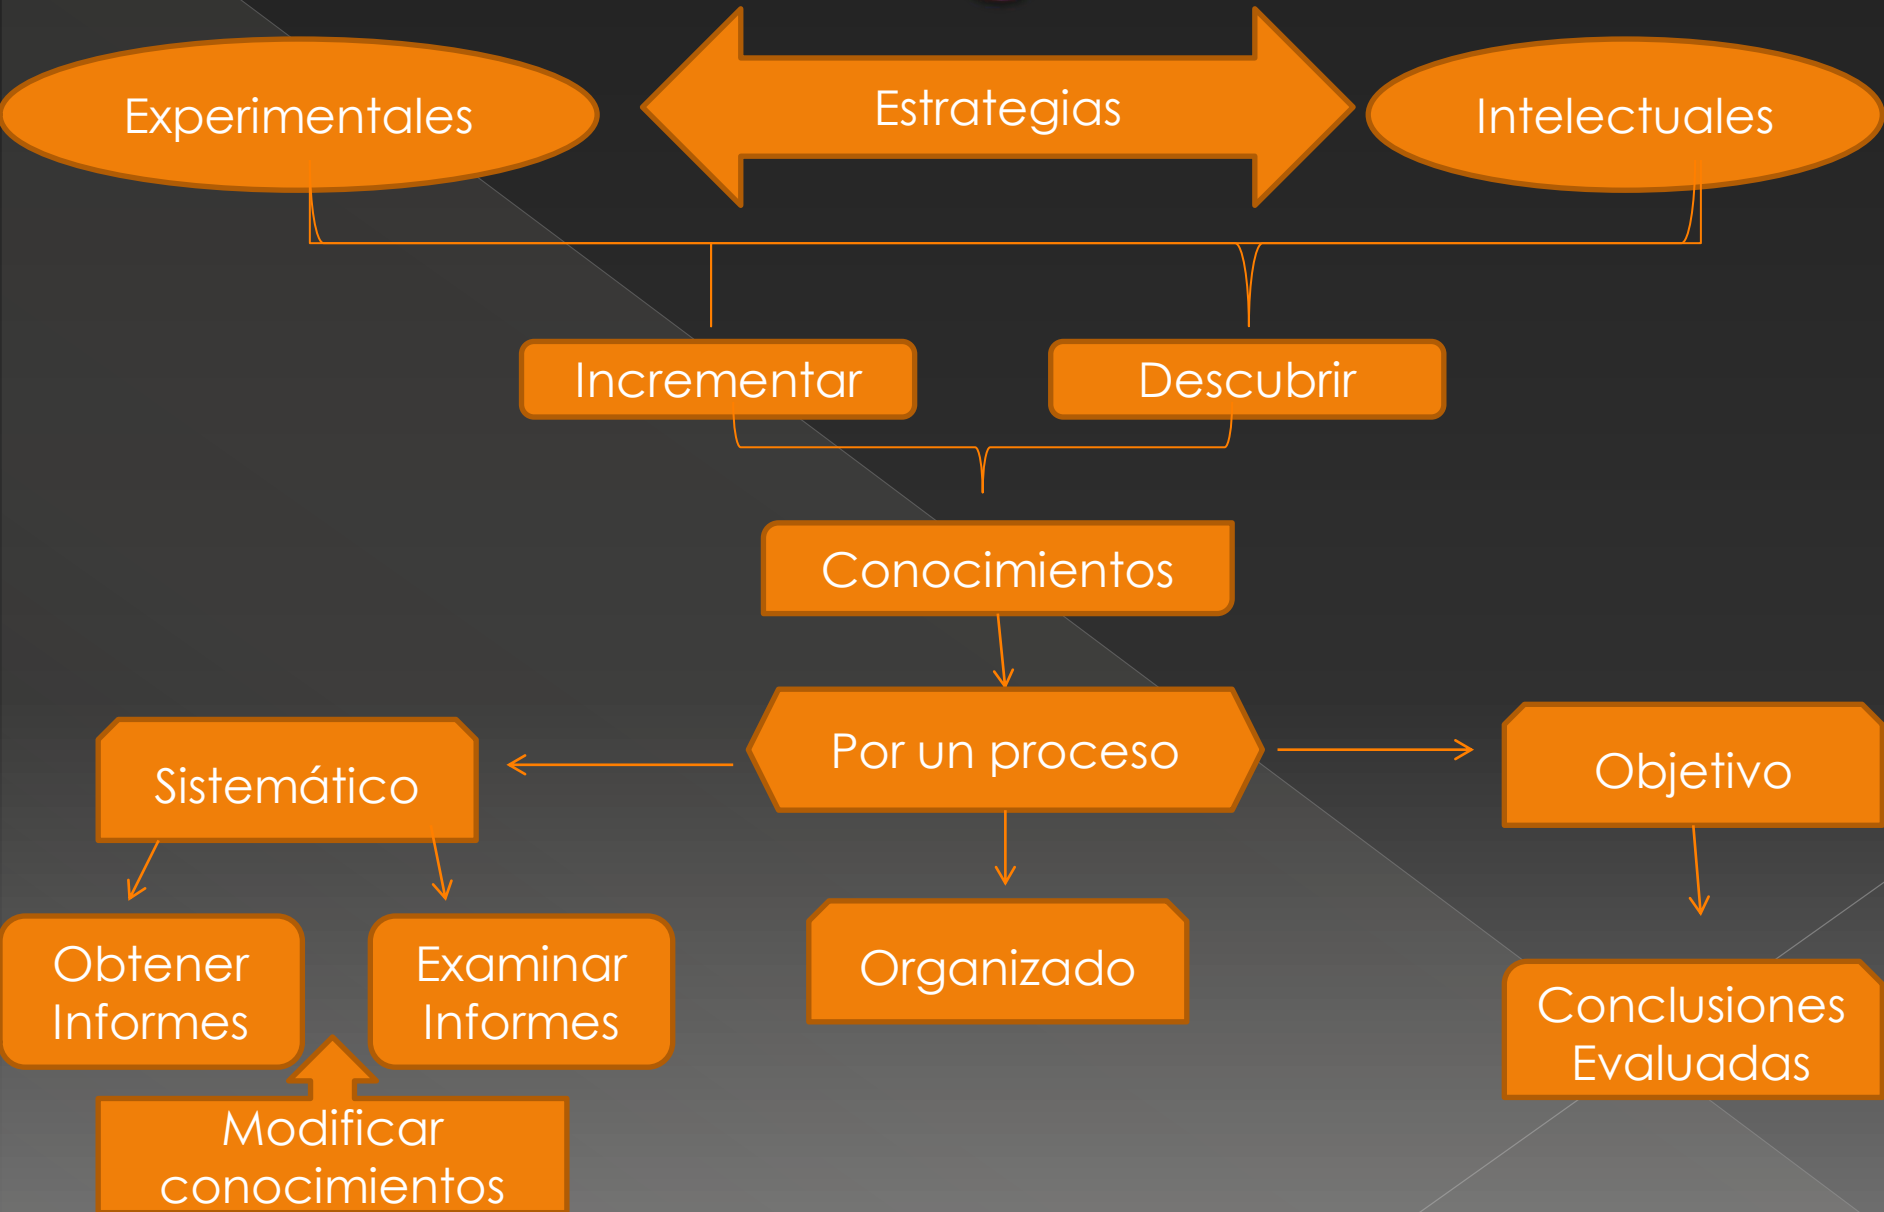 Experimentales
Estrategias
Intelectuales
Incrementar
Descubrir
Conocimientos
Por un proceso
Sistemático
Objetivo
Obtener
Informes
Examinar
Informes
Organizado
Conclusiones
Evaluadas
Modificar
conocimientos